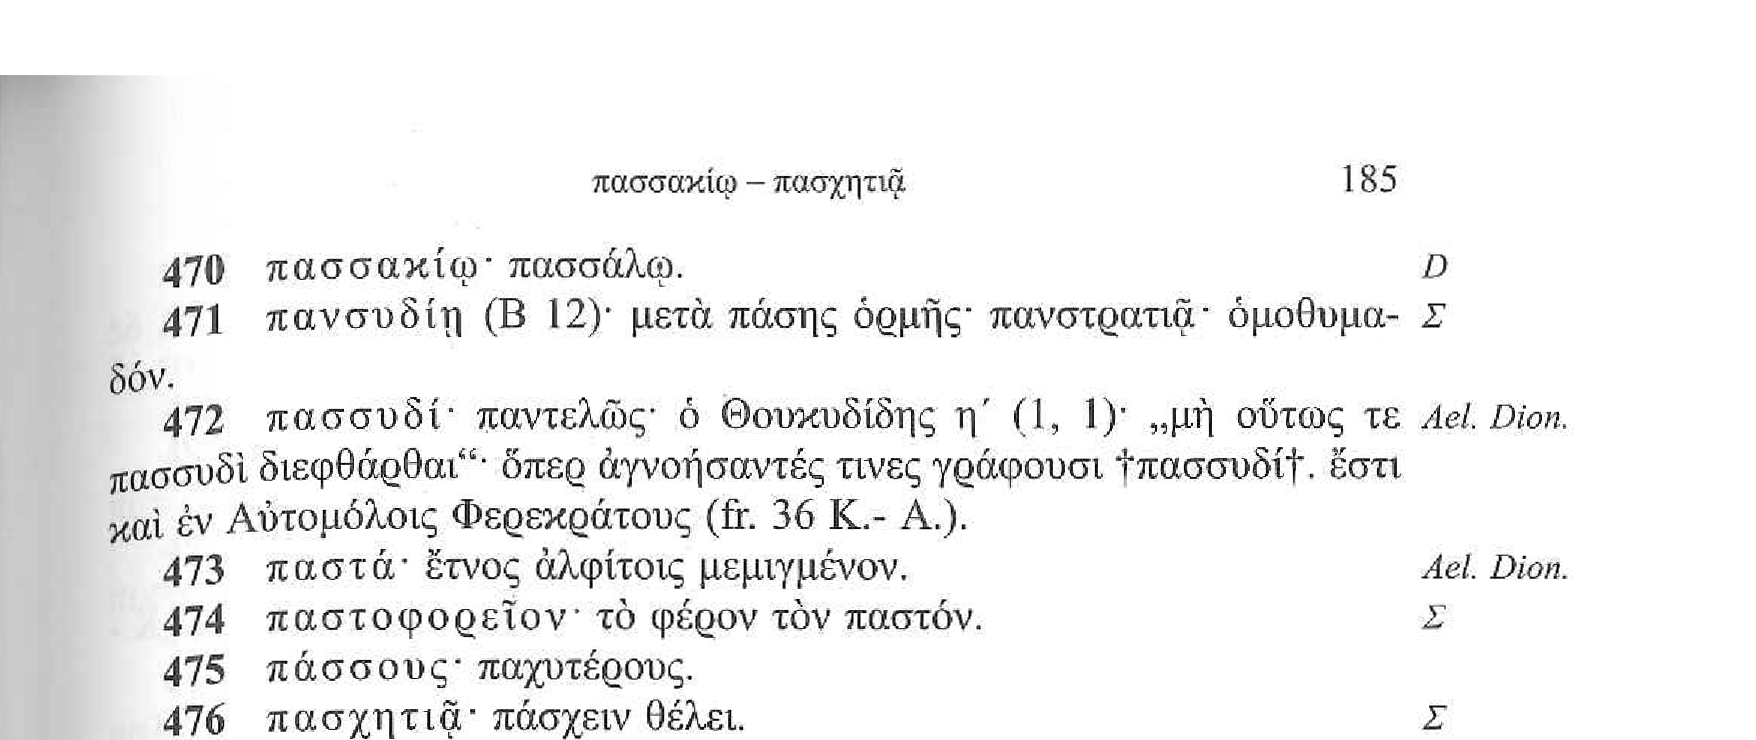 πασσακίῳ – πασχητιᾷ 185
470 πασσακίῳ· πασσάλῳ. D
471 πανσυδίῃ (Β 12)· μετὰ πάσης ὁρμῆς· πανστρατιᾷ· ὁμοθυμα- Σ
δόν.
472 πασσυδί· παντελῶς· ὁ Θουκυδίδης η′ (1, 1)· „μὴ οὕτως τε Ael. Dion.
πασσυδὶ διεφθάρθαι“· ὅπερ ἀγνοήσαντές τινες γράφουσι †πασσυδί†. ἔστι
καὶ ἐν Αὐτομόλοις Φερεκράτους (fr. 36 K.- A.).
473 παστά· ἔτνος ἀλφίτοις μεμιγμένον. Ael. Dion.
474 παστοφορεῖον· τὸ φέρον τὸν παστόν. Σ
475 πάσσους· παχυτέρους.
476 πασχητιᾷ· πάσχειν θέλει. Σ